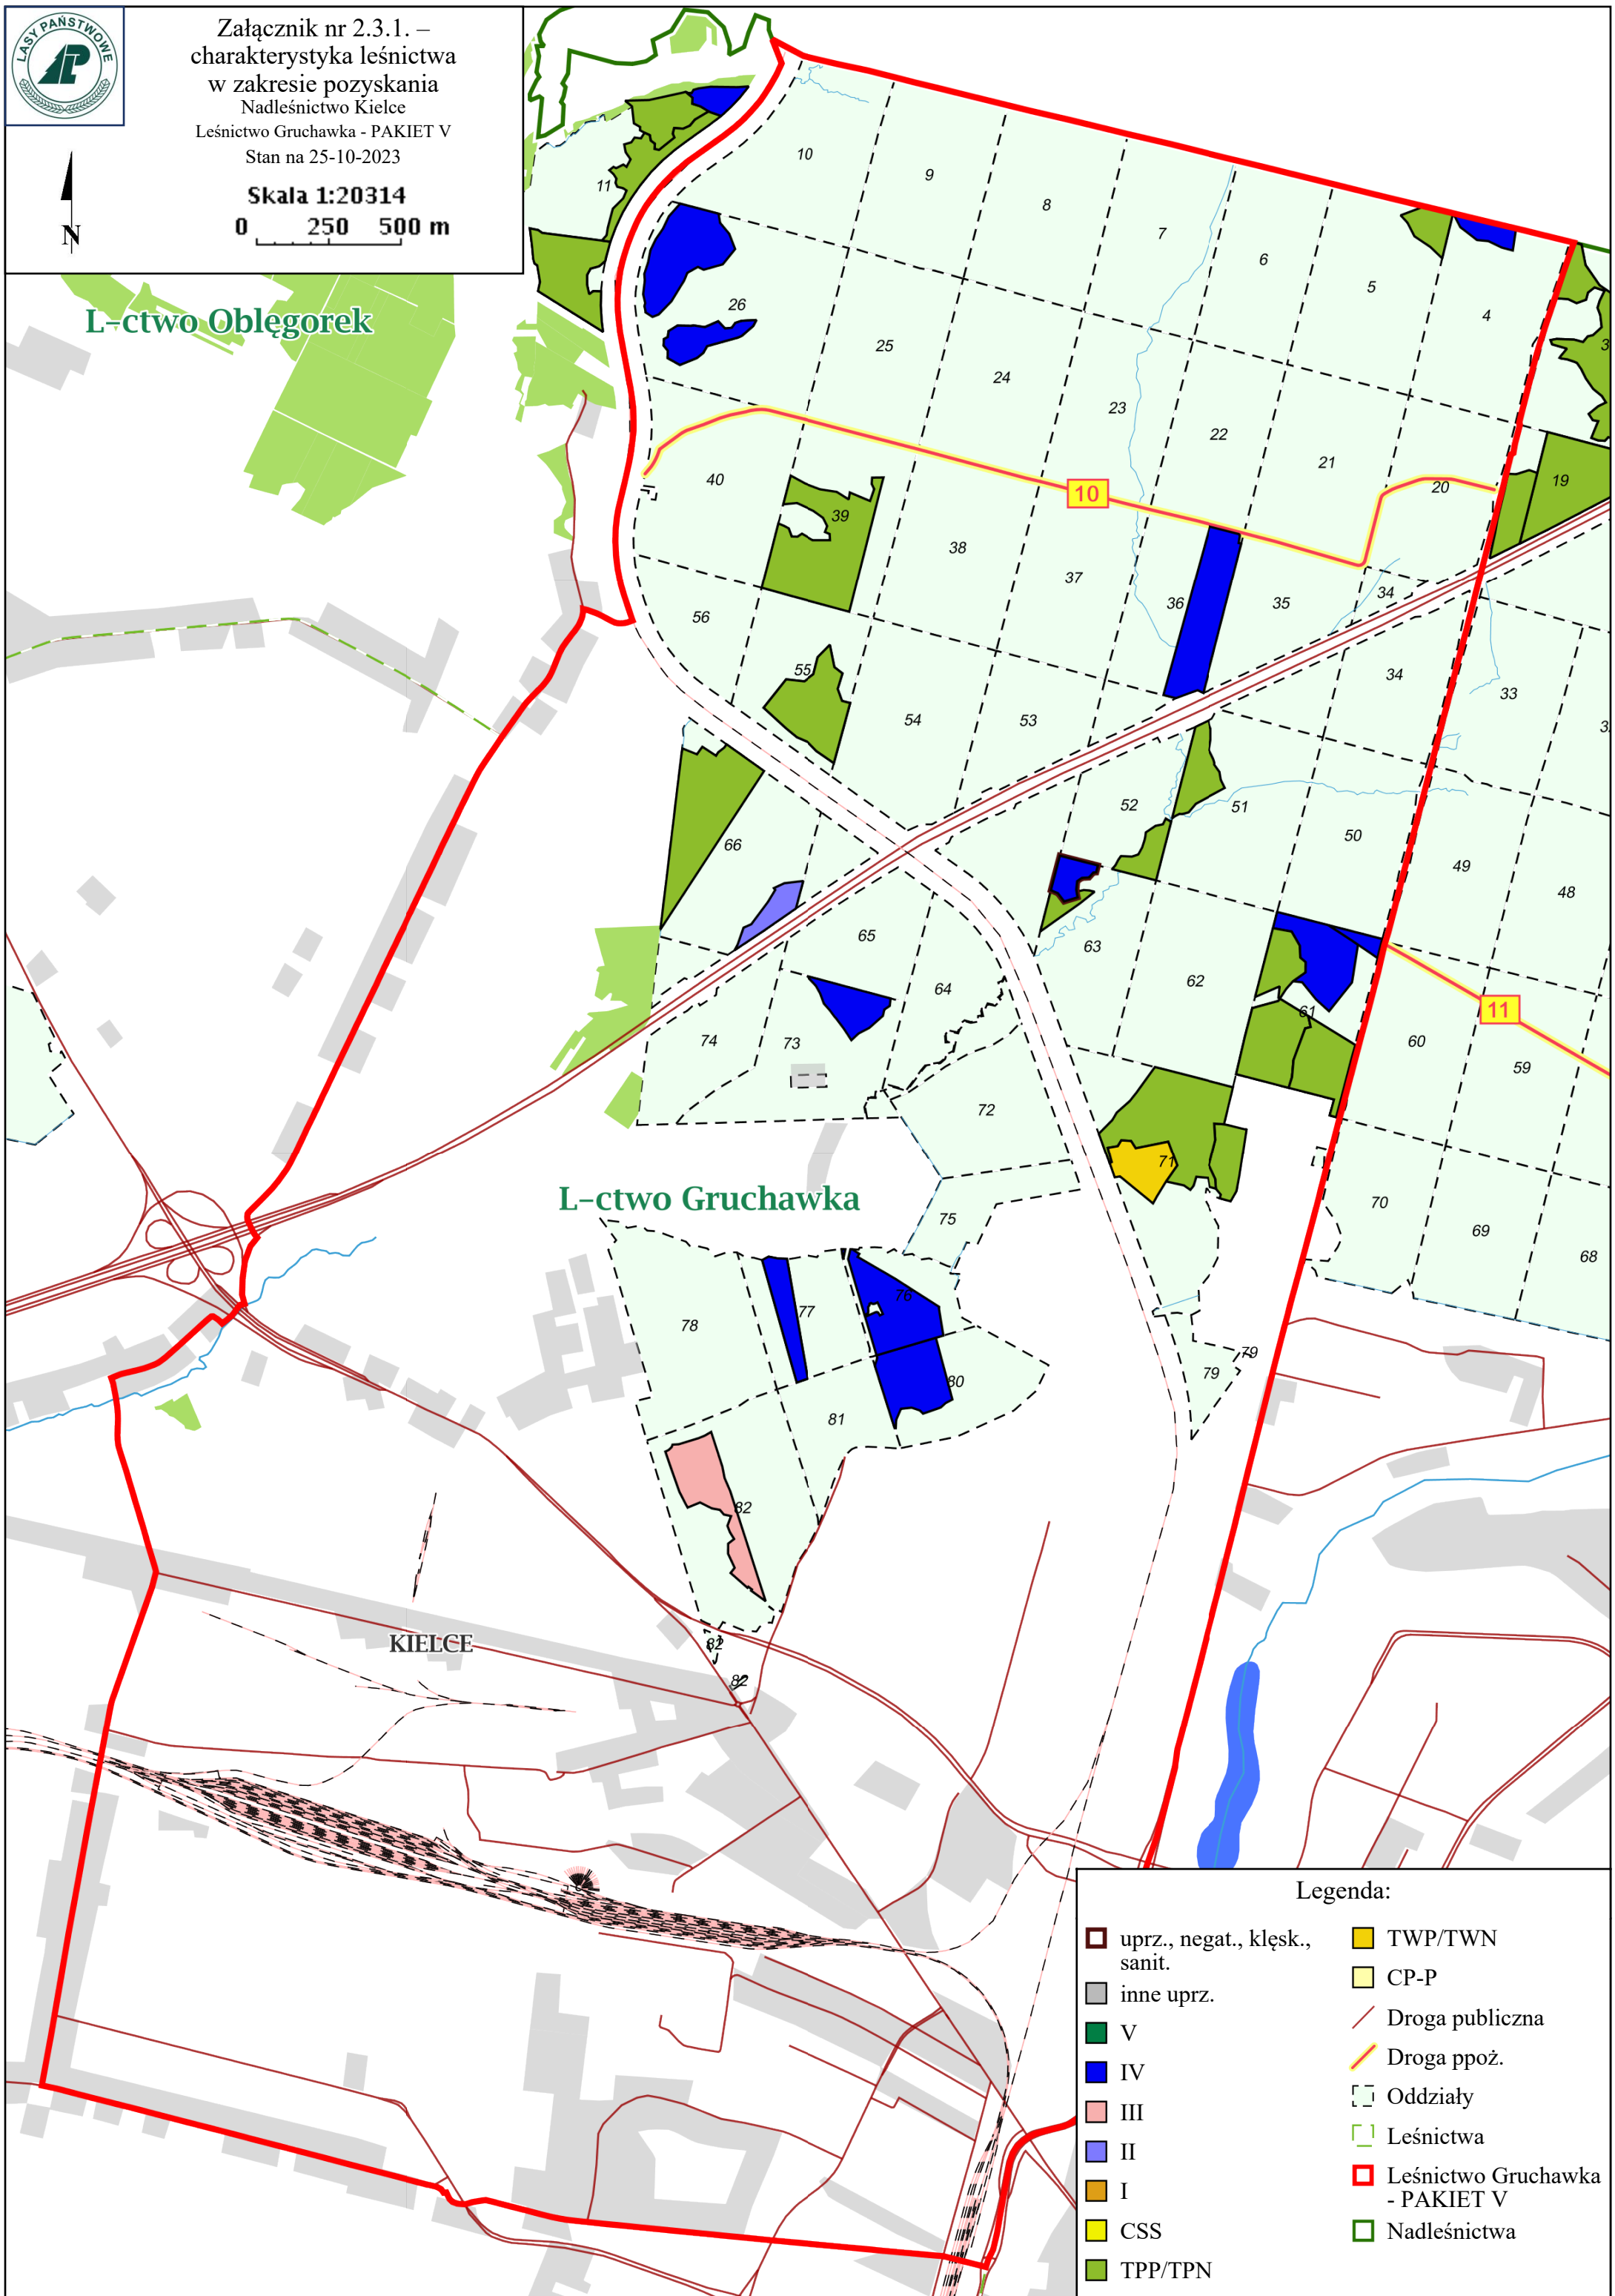 LASY PAŃSTWOWE
Załącznik nr 2.3.1. –
charakterystyka leśnictwa
w zakresie pozyskania
Nadleśnictwo Kielce
Leśnictwo Gruchawka - PAKIET V
Stan na 25-10-2023
Skala 1:20314
0 250 500 m
N
10
9
8
7
6
5
4
3
11
26
25
24
23
22
21
20
19
L-ctwo Oblęgorek
10
40
39
38
37
36
35
34
56
55
54
53
34
33
3
66
52
51
50
49
48
65
64
63
62
61
11
60
59
74
73
72
71
L-ctwo Gruchawka
75
70
69
68
78
77
76
79
79
80
81
82
82
82
KIELCE
Legenda:
uprz., negat., klęsk.,
sanit.
inne uprz.
V
IV
III
II
I
CSS
TPP/TPN
TWP/TWN
CP-P
Droga publiczna
Droga ppoż.
Oddziały
Leśnictwa
Leśnictwo Gruchawka
- PAKIET V
Nadleśnictwa